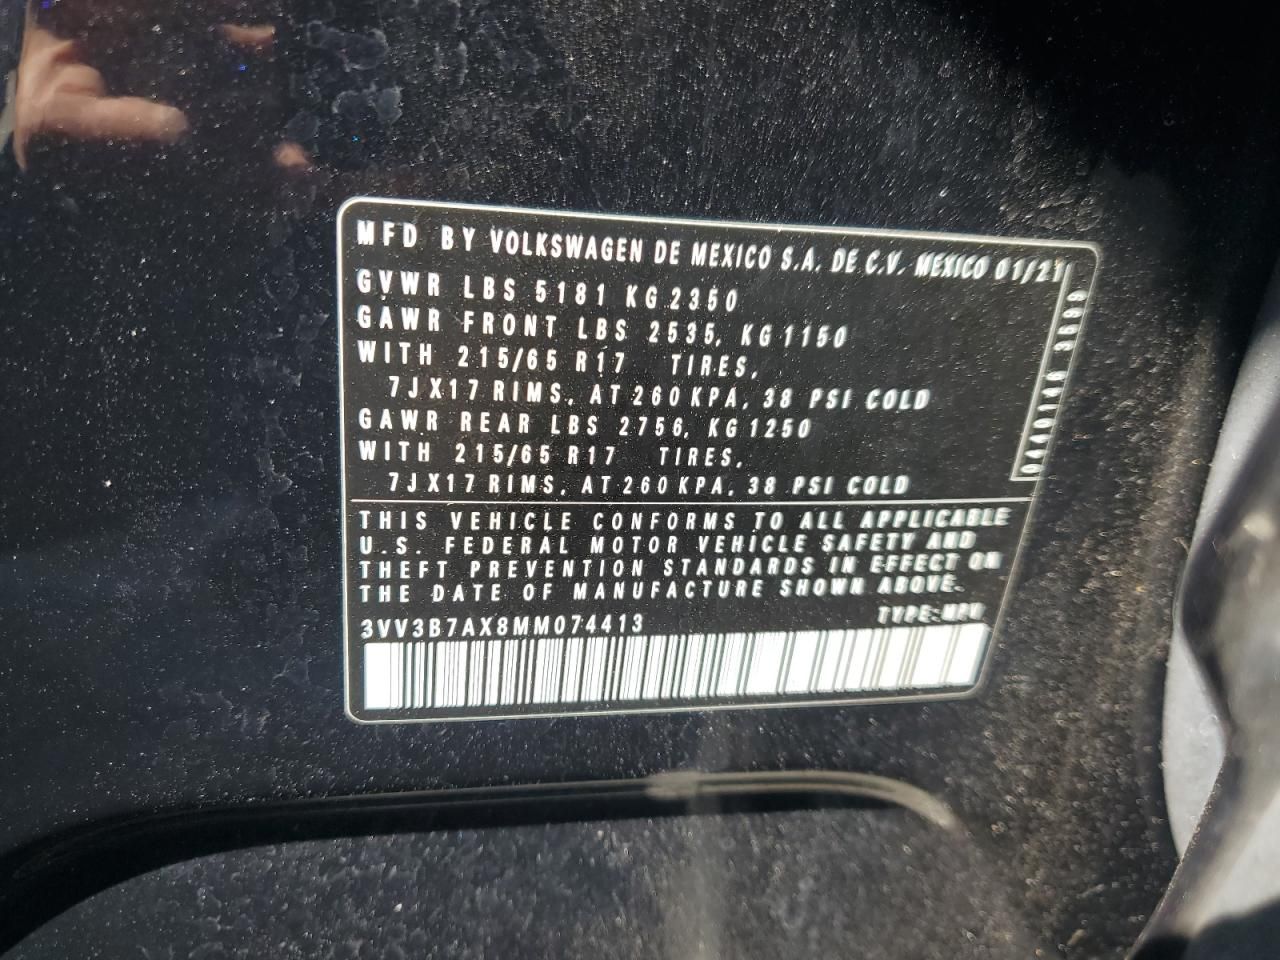 MFD BY VOLKSWAGEN DE MEXICO S.A. DE C.V. MEXICO 01/21
GVWR LBS 5181 KG 2350
GAWR FRONT LBS 2535, KG 1150
WITH 215/65 R17 TIRES,
7JX17 RIMS, AT 260 KPA, 38 PSI COLD
GAWR REAR LBS 2756, KG 1250
WITH 215/65 R17 TIRES,
7JX17 RIMS, AT 260 KPA, 38 PSI COLD
THIS VEHICLE CONFORMS TO ALL APPLICABLE
U.S. FEDERAL MOTOR VEHICLE SAFETY AND
THEFT PREVENTION STANDARDS IN EFFECT ON
THE DATE OF MANUFACTURE SHOWN ABOVE.
3VV3B7AX8MM074413 TYPE:MPV